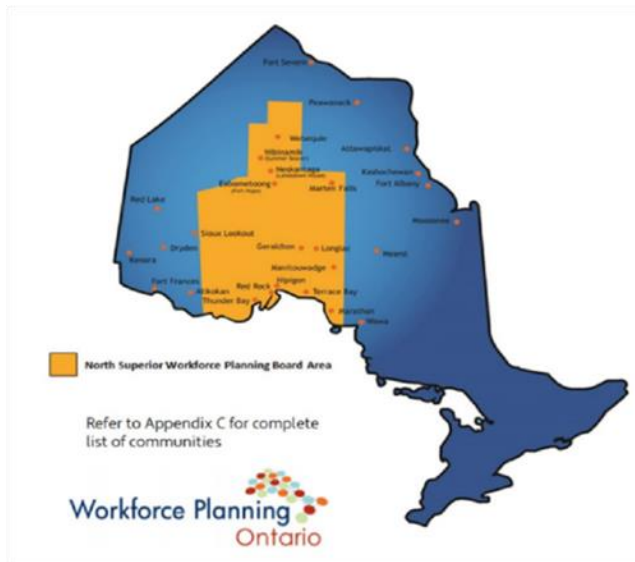 Fort Severn
Peawanuck
Webequie
Nibinamik
(Summer Beaver)
Attawapiskat
Neskantaga
(Lansdowne House)
Kashechewan
Eabametoong
(Fort Hope)
Marten Falls
Fort Albany
Red Lake
Moosonee
Sioux Lookout
Dryden
Geraldton
Longlac
Hearst
Kenora
Manitouwadge
Fort Frances
Atikokan
Red Rock
Nipigon
Terrace Bay
Thunder Bay
Marathon
Wawa
North Superior Workforce Planning Board Area
Refer to Appendix C for complete
list of communities
Workforce Planning
Ontario